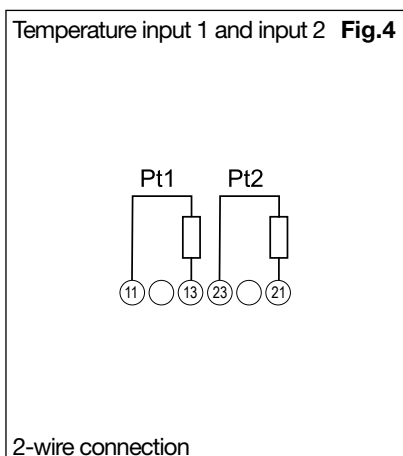 Temperature input 1 and input 2 Fig.4
Pt1 Pt2
11 13 23 21
2-wire connection